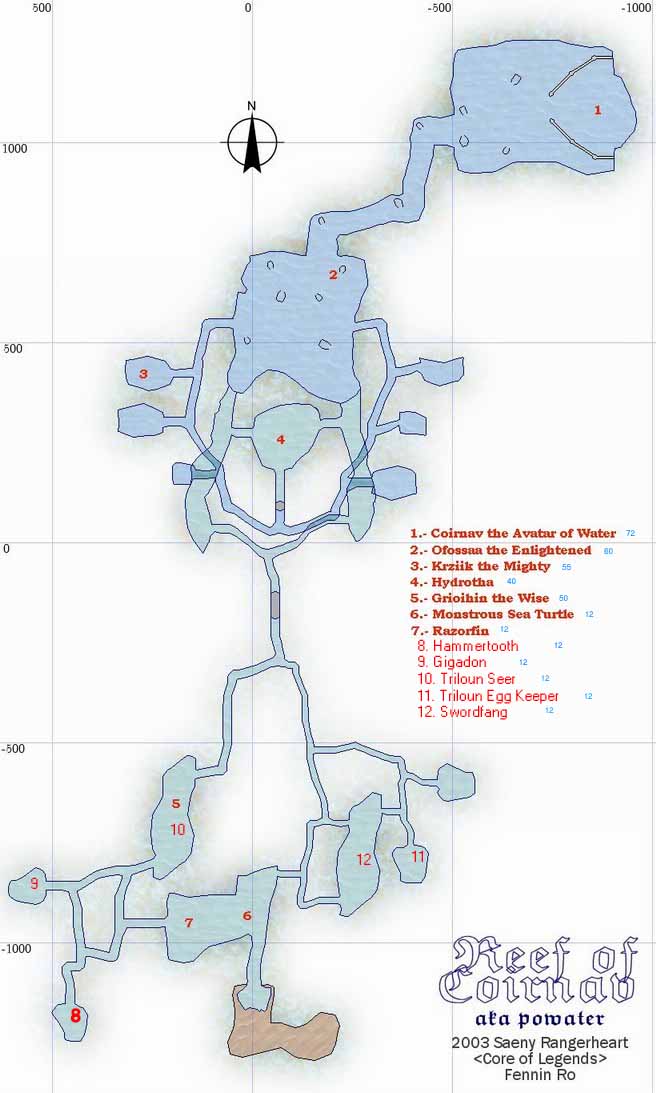 500 0 -500 -1000
N
1
1000
2
500
3
4
0
1.- Coirnav the Avatar of Water 72
2.- Ofossaa the Enlightened 60
3.- Krziik the Mighty 55
4.- Hydrotha 40
5.- Grioihin the Wise 50
6.- Monstrous Sea Turtle 12
7.- Razorfin 12
8. Hammertooth 12
9. Gigadon 12
10. Triloun Seer 12
11. Triloun Egg Keeper 12
12. Swordfang 12
-500
5
10
12
11
9
6
7
-1000
8
Reef of
Coirnav
aka powater
2003 Saeny Rangerheart
<Core of Legends>
Fennin Ro